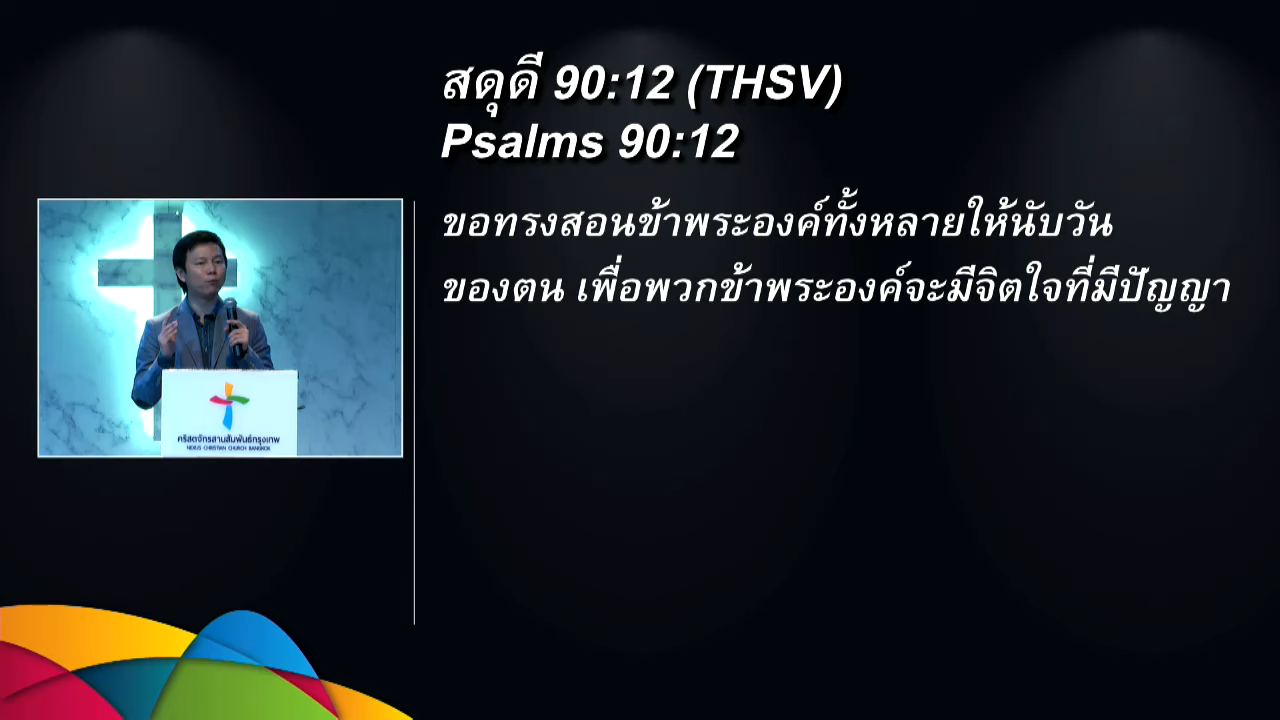 สดุดี 90:12 (THSV)
Psalms 90:12
ขอทรงสอนข้าพระองค์ทั้งหลายให้นับวัน
ของตน เพื่อพวกข้าพระองค์จะมีจิตใจที่มีปัญญา
คริสตจักรสานสัมพันธ์กรุงเทพ
NEXUS CHRISTIAN CHURCH BANGKOK